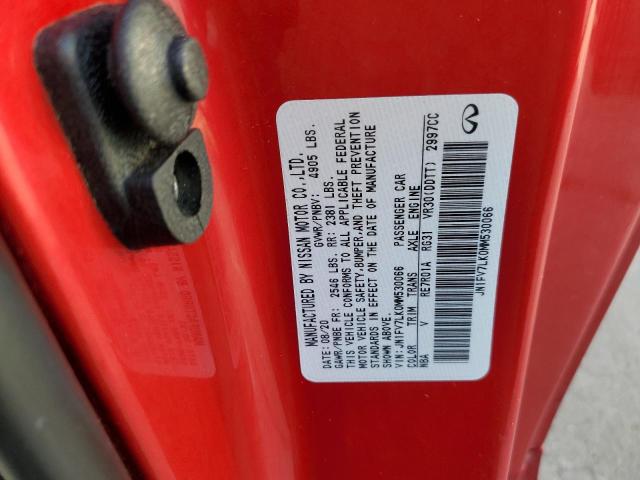 MANUFACTURED BY NISSAN MOTOR CO.,LTD.
DATE: 08/20 GVWR/PNBV: 4905 LBS.
GAWR/PNBE FR: 2546 LBS. RR: 2381 LBS.
THIS VEHICLE CONFORMS TO ALL APPLICABLE FEDERAL
MOTOR VEHICLE SAFETY,BUMPER,AND THEFT PREVENTION
STANDARDS IN EFFECT ON THE DATE OF MANUFACTURE
SHOWN ABOVE.
VIN: JN1FV7LK0MM530066 PASSENGER CAR
COLOR TRIM TRANS AXLE ENGINE
NBA V RE7R01A RG31 VR30(DDTT) 2997CC
JN1FV7LK0MM530066